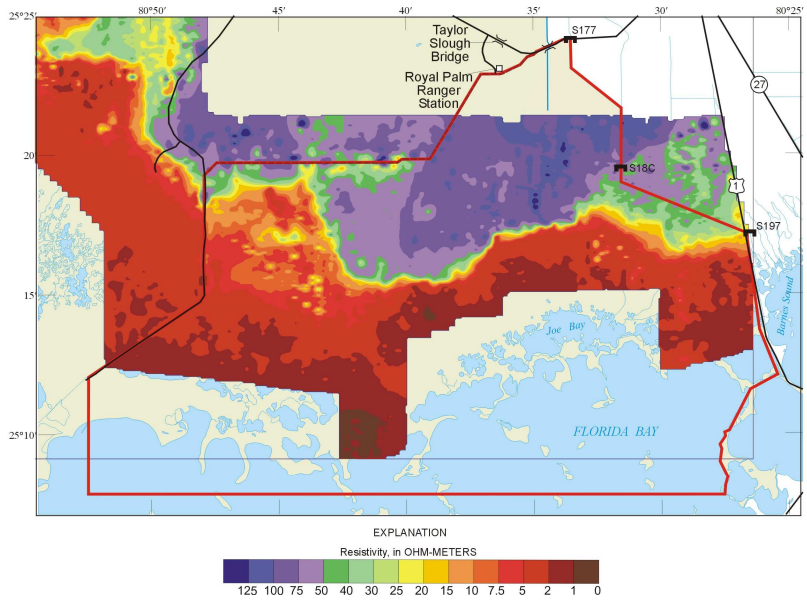 25°25'
80°50'
45'
40'
35'
30'
80°25'
Taylor
Slough
Bridge
S177
Royal Palm
Ranger
Station
27
20'
S18C
1
S197
15'
Joe Bay
Barnes Sound
25°10'
FLORIDA BAY
EXPLANATION
Resistivity, in OHM-METERS
125 100 75 50 40 30 25 20 15 10 7.5 5 2 1 0